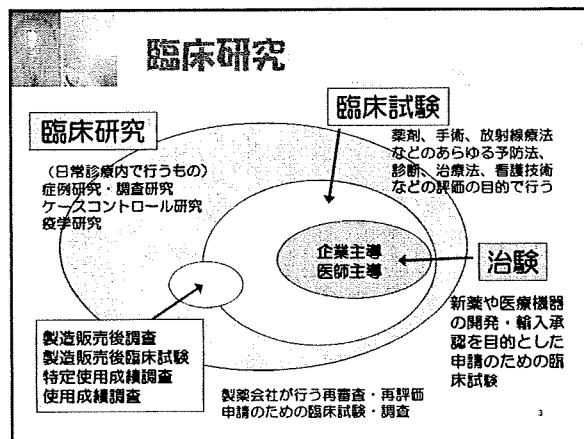 臨床研究
臨床研究
(日常診療内で行うもの)
症例研究・調査研究
ケースコントロール研究
疫学研究
臨床試験
薬剤、手術、放射線療法
などのあらゆる予防法、
診断、治療法、看護技術
などの評価の目的で行う
企業主導
医師主導
治験
新薬や医療機器
の開発・輸入承
認を目的とした
申請のための臨
床試験
製造販売後調査
製造販売後臨床試験
特定使用成績調査
使用成績調査
製薬会社が行う再審査・再評価
申請のための臨床試験・調査
3